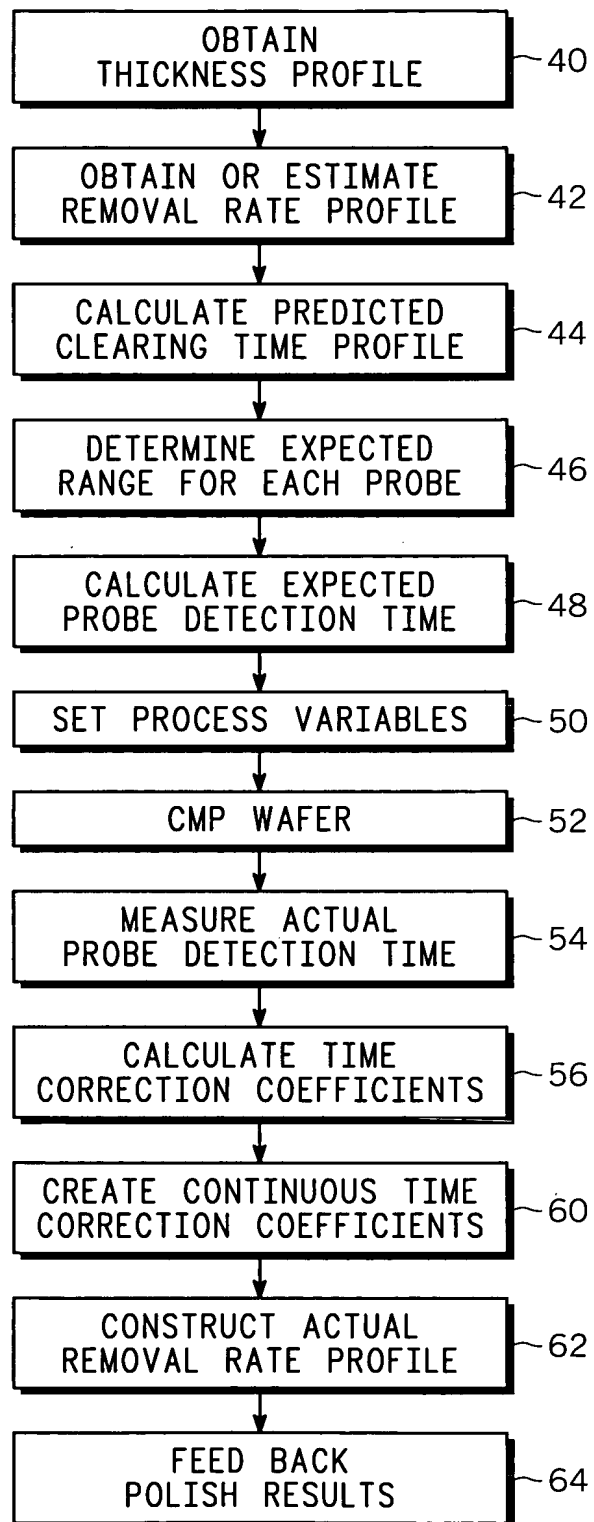 OBTAIN
THICKNESS PROFILE
40
OBTAIN OR ESTIMATE
REMOVAL RATE PROFILE
42
CALCULATE PREDICTED
CLEARING TIME PROFILE
44
DETERMINE EXPECTED
RANGE FOR EACH PROBE
46
CALCULATE EXPECTED
PROBE DETECTION TIME
48
SET PROCESS VARIABLES
50
CMP WAFER
52
MEASURE ACTUAL
PROBE DETECTION TIME
54
CALCULATE TIME
CORRECTION COEFFICIENTS
56
CREATE CONTINUOUS TIME
CORRECTION COEFFICIENTS
60
CONSTRUCT ACTUAL
REMOVAL RATE PROFILE
62
FEED BACK
POLISH RESULTS
64